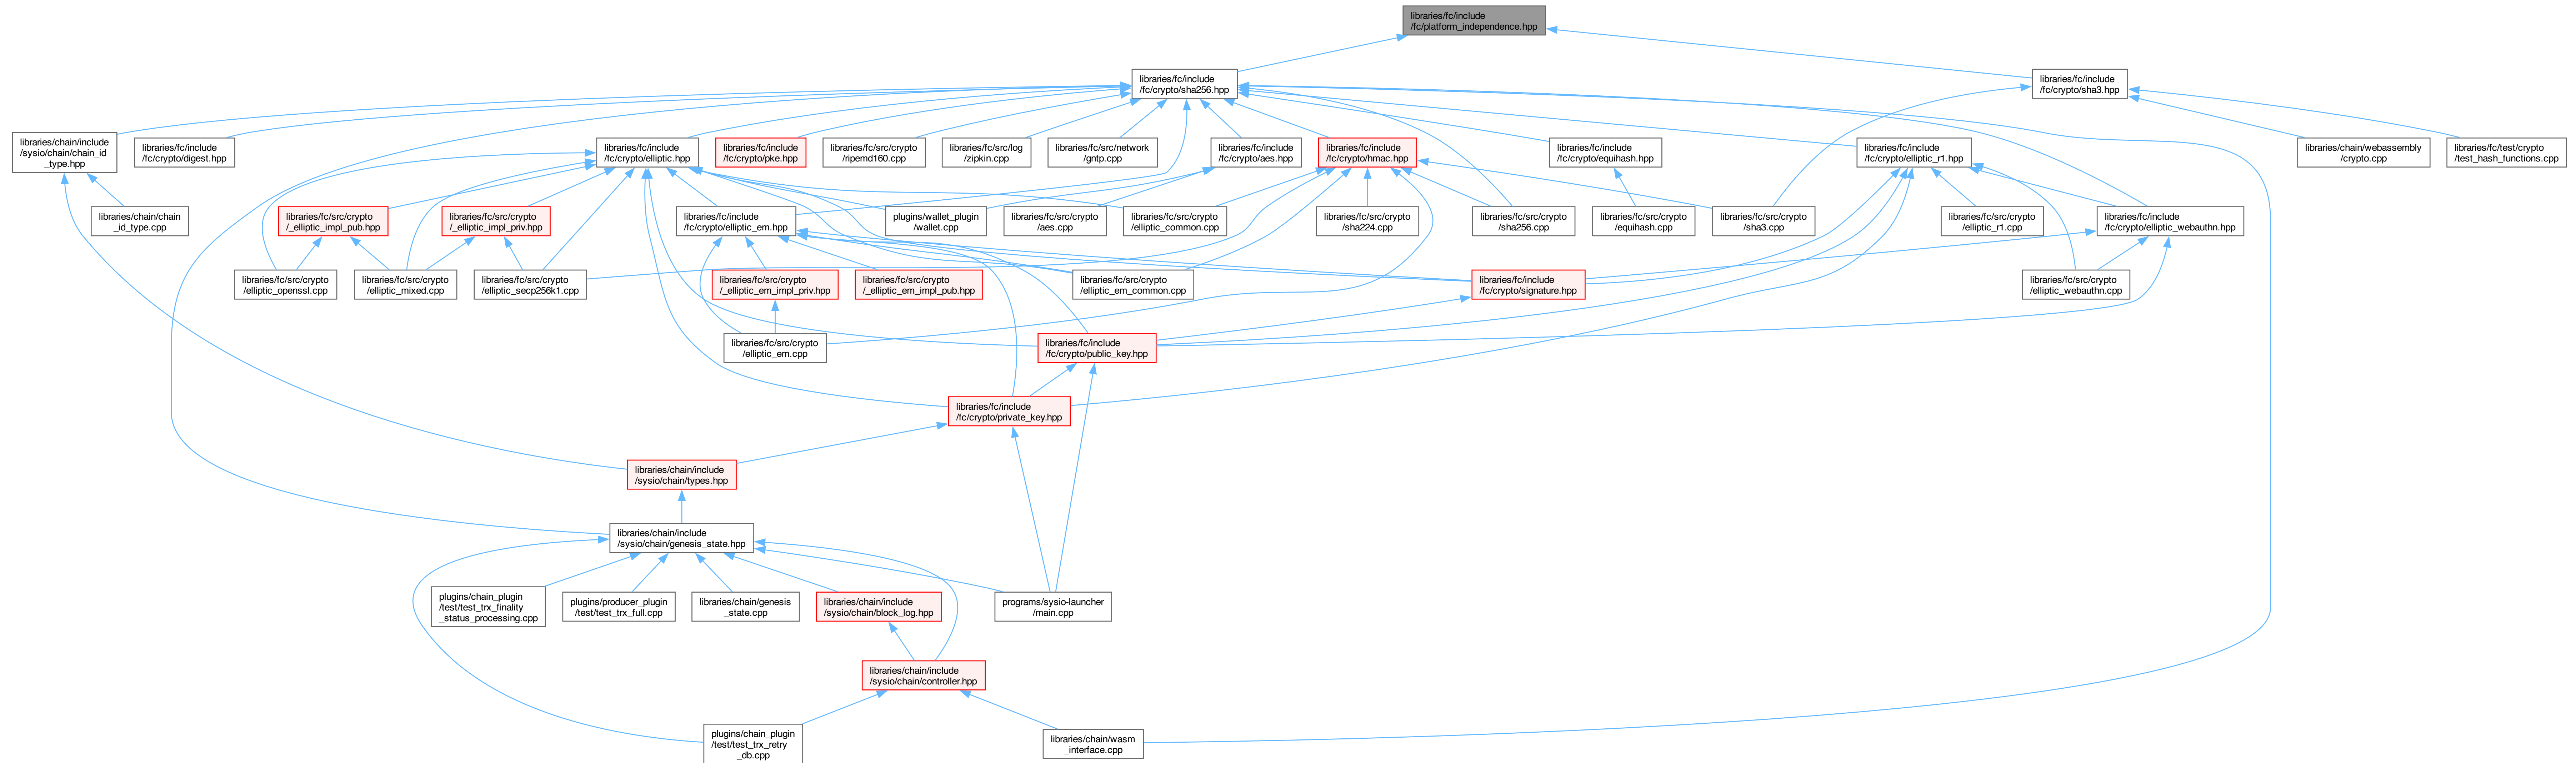 libraries/fc/include
/fc/platform_independence.hpp
libraries/fc/include
/fc/crypto/sha256.hpp
libraries/fc/include
/fc/crypto/sha3.hpp
libraries/chain/include
/sysio/chain/chain_id
_type.hpp
libraries/fc/include
/fc/crypto/digest.hpp
libraries/fc/include
/fc/crypto/elliptic.hpp
libraries/fc/include
/fc/crypto/pke.hpp
libraries/fc/src/crypto
/ripemd160.cpp
libraries/fc/src/log
/zipkin.cpp
libraries/fc/src/network
/gntp.cpp
libraries/fc/include
/fc/crypto/aes.hpp
libraries/fc/include
/fc/crypto/hmac.hpp
libraries/fc/include
/fc/crypto/equihash.hpp
libraries/fc/include
/fc/crypto/elliptic_r1.hpp
libraries/chain/webassembly
/crypto.cpp
libraries/fc/test/crypto
/test_hash_functions.cpp
libraries/chain/chain
_id_type.cpp
libraries/fc/src/crypto
/_elliptic_impl_pub.hpp
libraries/fc/src/crypto
/_elliptic_impl_priv.hpp
libraries/fc/include
/fc/crypto/elliptic_em.hpp
plugins/wallet_plugin
/wallet.cpp
libraries/fc/src/crypto
/aes.cpp
libraries/fc/src/crypto
/elliptic_common.cpp
libraries/fc/src/crypto
/sha224.cpp
libraries/fc/src/crypto
/sha256.cpp
libraries/fc/src/crypto
/equihash.cpp
libraries/fc/src/crypto
/sha3.cpp
libraries/fc/src/crypto
/elliptic_r1.cpp
libraries/fc/include
/fc/crypto/elliptic_webauthn.hpp
libraries/fc/src/crypto
/elliptic_openssl.cpp
libraries/fc/src/crypto
/elliptic_mixed.cpp
libraries/fc/src/crypto
/elliptic_secp256k1.cpp
libraries/fc/src/crypto
/_elliptic_em_impl_priv.hpp
libraries/fc/src/crypto
/_elliptic_em_impl_pub.hpp
libraries/fc/src/crypto
/elliptic_em_common.cpp
libraries/fc/include
/fc/crypto/signature.hpp
libraries/fc/src/crypto
/elliptic_webauthn.cpp
libraries/fc/src/crypto
/elliptic_em.cpp
libraries/fc/include
/fc/crypto/public_key.hpp
libraries/fc/include
/fc/crypto/private_key.hpp
libraries/chain/include
/sysio/chain/types.hpp
libraries/chain/include
/sysio/chain/genesis_state.hpp
plugins/chain_plugin
/test/test_trx_finality
_status_processing.cpp
plugins/producer_plugin
/test/test_trx_full.cpp
libraries/chain/genesis
_state.cpp
libraries/chain/include
/sysio/chain/block_log.hpp
programs/sysio-launcher
/main.cpp
libraries/chain/include
/sysio/chain/controller.hpp
plugins/chain_plugin
/test/test_trx_retry
_db.cpp
libraries/chain/wasm
_interface.cpp